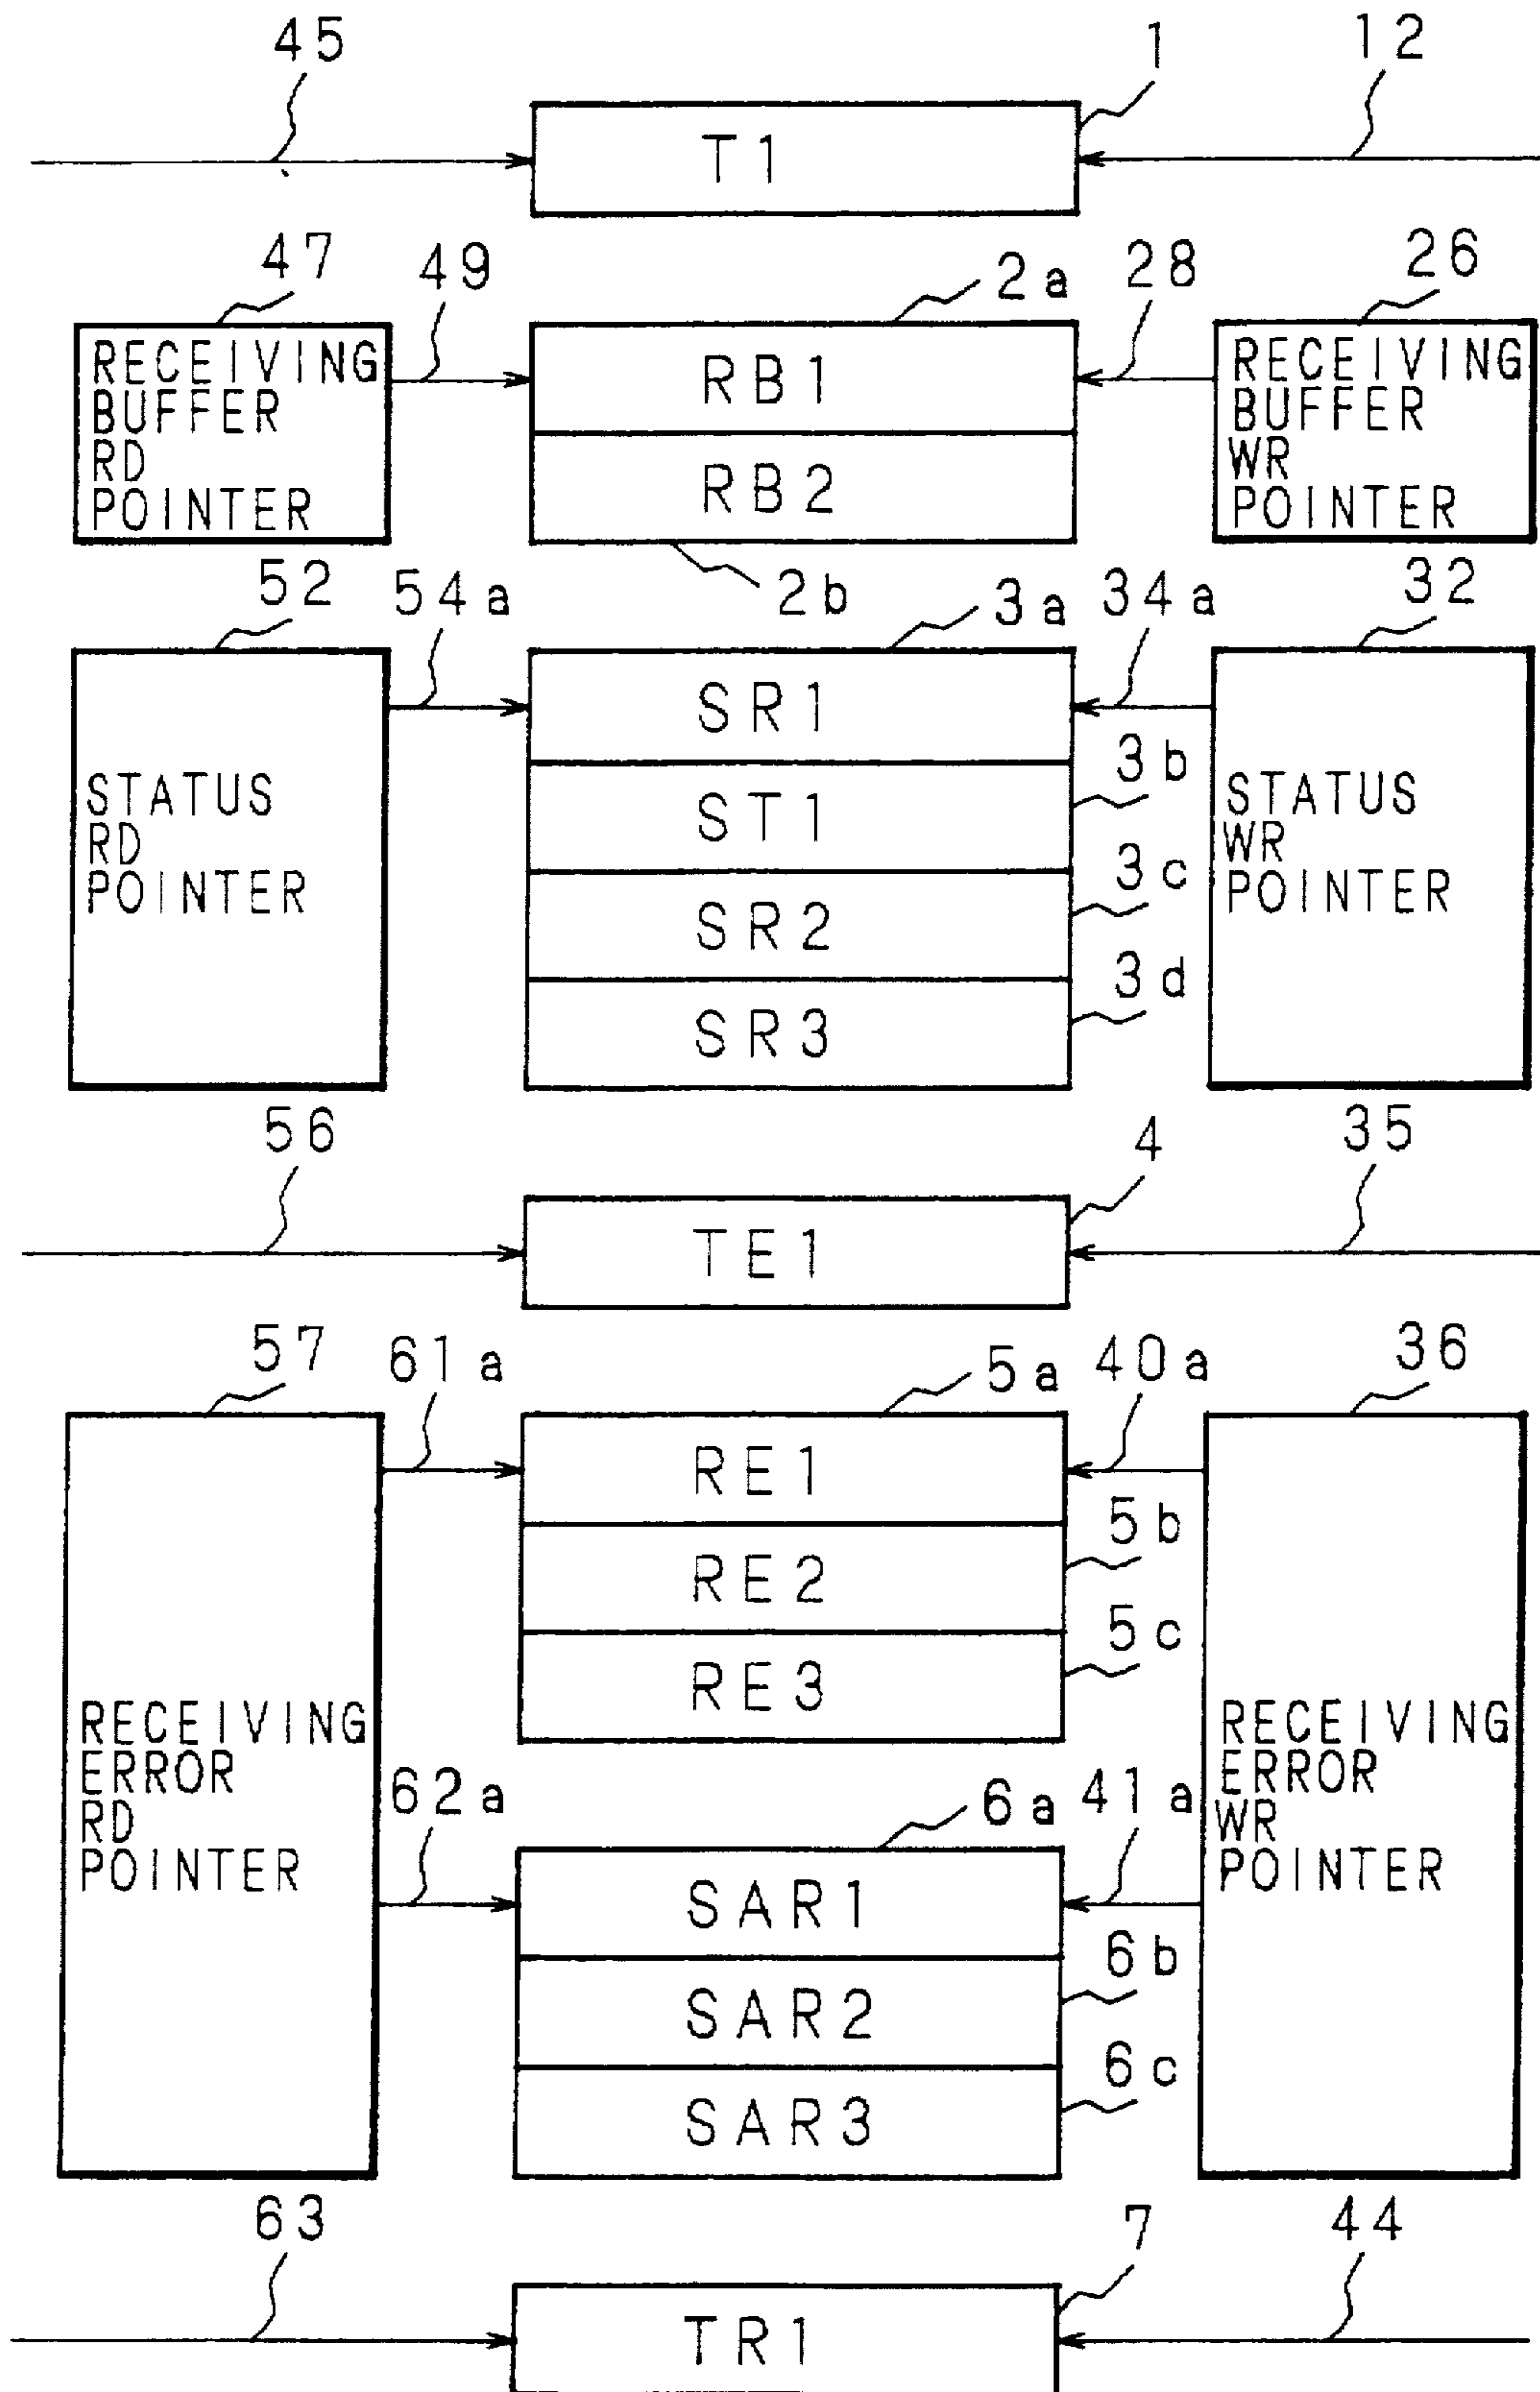 45
1
12
T1
47
49
2a
28
26
RECEIVING
BUFFER
RD
POINTER
RB1
RB2
RECEIVING
BUFFER
WR
POINTER
52
54a
2b
3a
34a
32
STATUS
RD
POINTER
SR1
3b
ST1
3c
SR2
3d
SR3
STATUS
WR
POINTER
56
4
35
TE1
57
61a
5a
40a
36
RE1
5b
RE2
5c
RE3
RECEIVING
ERROR
RD
POINTER
RECEIVING
ERROR
WR
POINTER
62a
6a
41a
SAR1
6b
SAR2
6c
SAR3
63
7
44
TR1